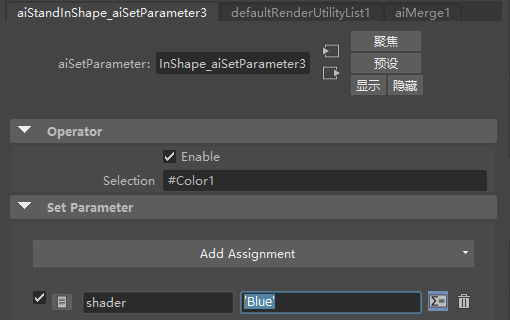 aiStandInShape_aiSetParameter3 defaultRenderUtilityList1 aiMerge1
聚焦
aiSetParameter: InShape_aiSetParameter3 预设
显示 隐藏
Operator
Enable
Selection #Color1
Set Parameter
Add Assignment
shader 'Blue'